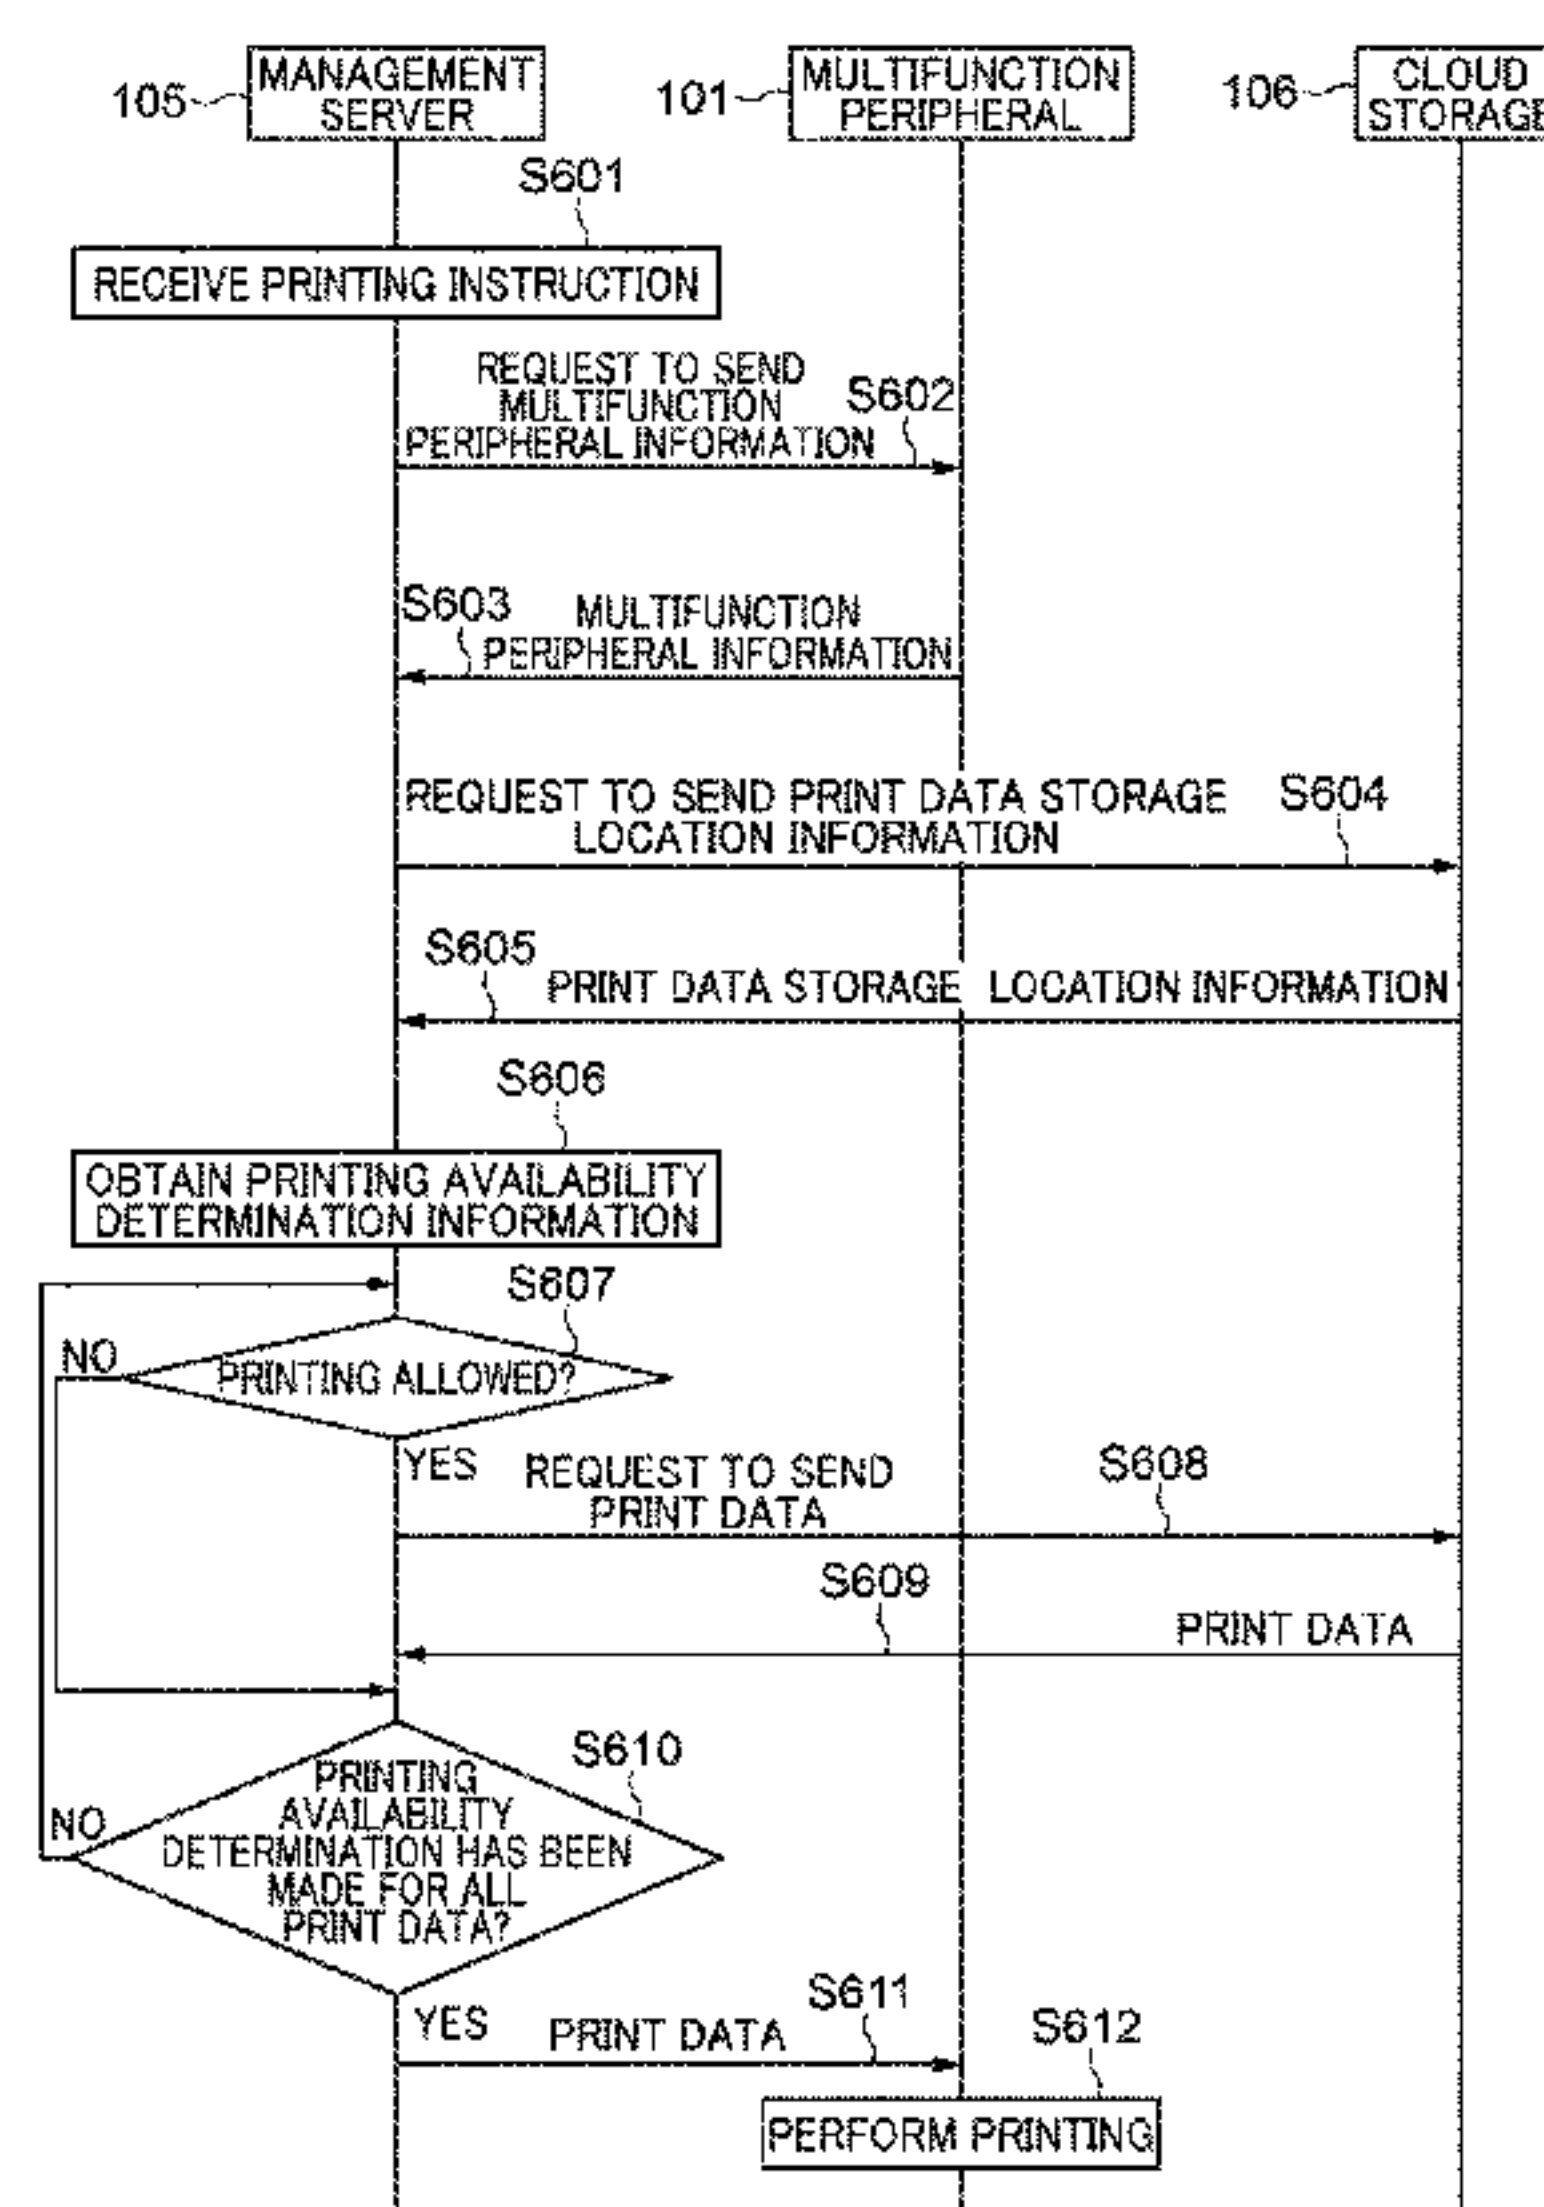 105
MANAGEMENT
SERVER
101
MULTIFUNCTION
PERIPHERAL
106
CLOUD
STORAGE
S601
RECEIVE PRINTING INSTRUCTION
REQUEST TO SEND
MULTIFUNCTION
PERIPHERAL INFORMATION
S602
S603
MULTIFUNCTION
PERIPHERAL INFORMATION
REQUEST TO SEND PRINT DATA STORAGE
LOCATION INFORMATION
S604
S605
PRINT DATA STORAGE LOCATION INFORMATION
S606
OBTAIN PRINTING AVAILABILITY
DETERMINATION INFORMATION
S607
NO
PRINTING ALLOWED?
YES
REQUEST TO SEND
PRINT DATA
S608
S609
PRINT DATA
S610
NO
PRINTING
AVAILABILITY
DETERMINATION HAS BEEN
MADE FOR ALL
PRINT DATA?
YES
PRINT DATA
S611
S612
PERFORM PRINTING